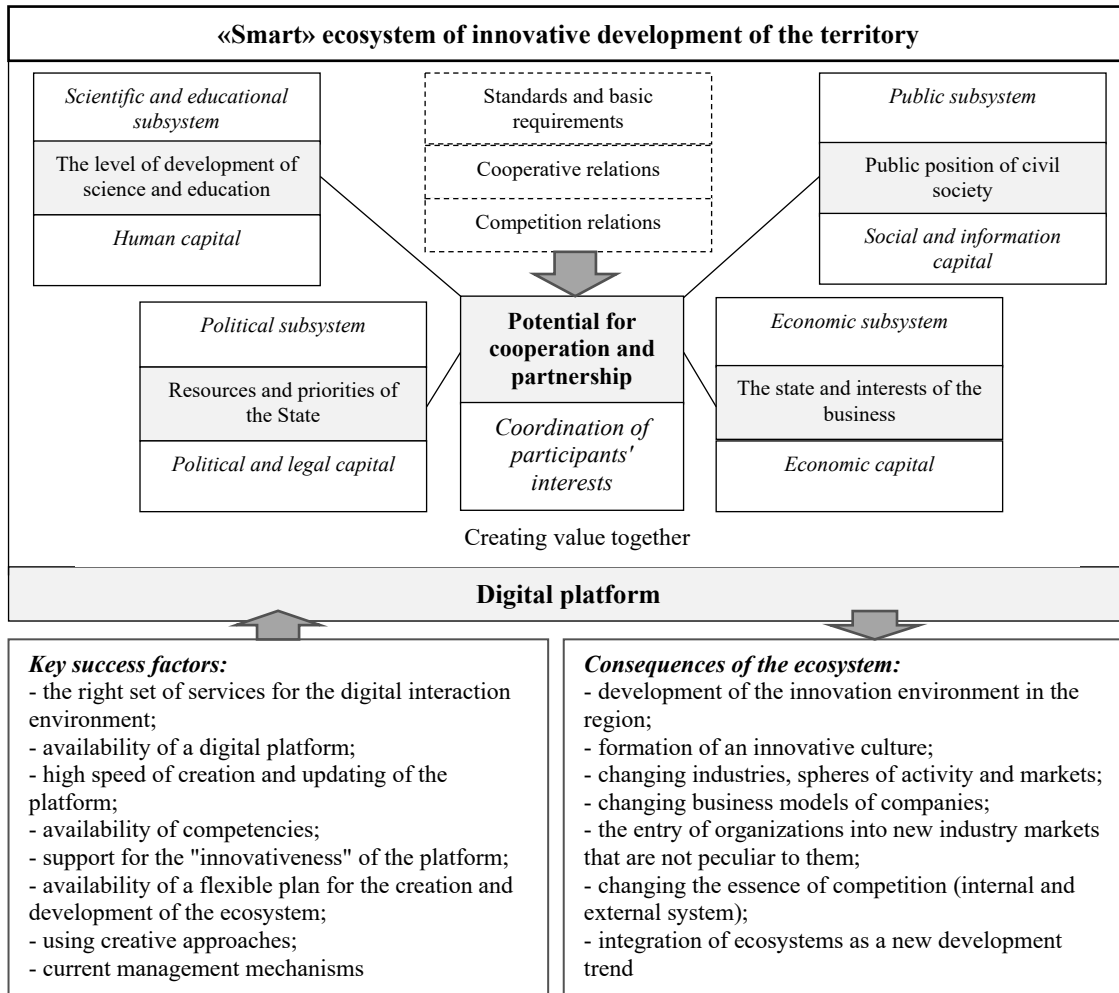 «Smart» ecosystem of innovative development of the territory
Scientific and educational
subsystem
The level of development of
science and education
Human capital
Standards and basic
requirements
Cooperative relations
Competition relations
Public subsystem
Public position of civil
society
Social and information
capital
Political subsystem
Resources and priorities of
the State
Political and legal capital
Potential for
cooperation and
partnership
Coordination of
participants'
interests
Economic subsystem
The state and interests of the
business
Economic capital
Creating value together
Digital platform
Key success factors:
- the right set of services for the digital interaction
environment;
- availability of a digital platform;
- high speed of creation and updating of the
platform;
- availability of competencies;
- support for the "innovativeness" of the platform;
- availability of a flexible plan for the creation and
development of the ecosystem;
- using creative approaches;
- current management mechanisms
Consequences of the ecosystem:
- development of the innovation environment in the
region;
- formation of an innovative culture;
- changing industries, spheres of activity and markets;
- changing business models of companies;
- the entry of organizations into new industry markets
that are not peculiar to them;
- changing the essence of competition (internal and
external system);
- integration of ecosystems as a new development
trend